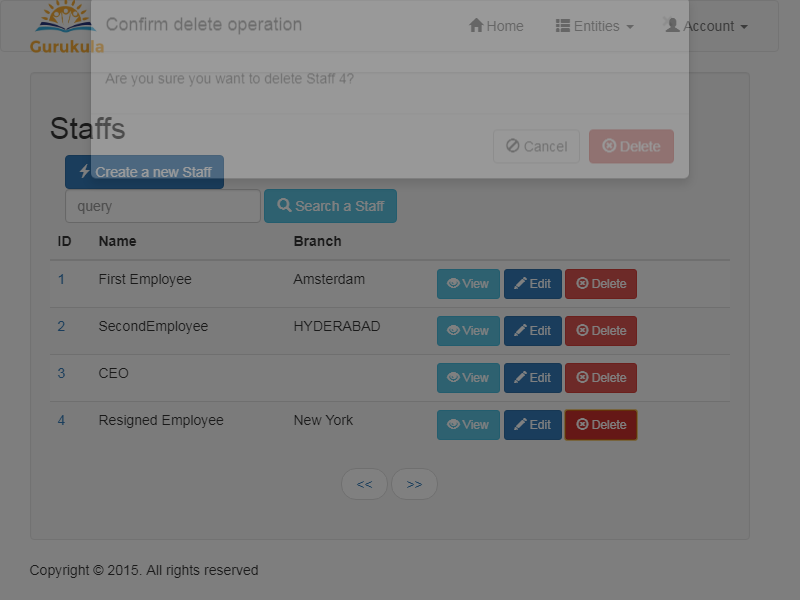 Confirm delete operation
Home Entities Account
Gurukula
Are you sure you want to delete Staff 4?
Staffs
Cancel Delete
Create a new Staff
query Search a Staff
ID Name Branch
1 First Employee Amsterdam View Edit Delete
2 SecondEmployee HYDERABAD View Edit Delete
3 CEO View Edit Delete
4 Resigned Employee New York View Edit Delete
<< >>
Copyright © 2015. All rights reserved